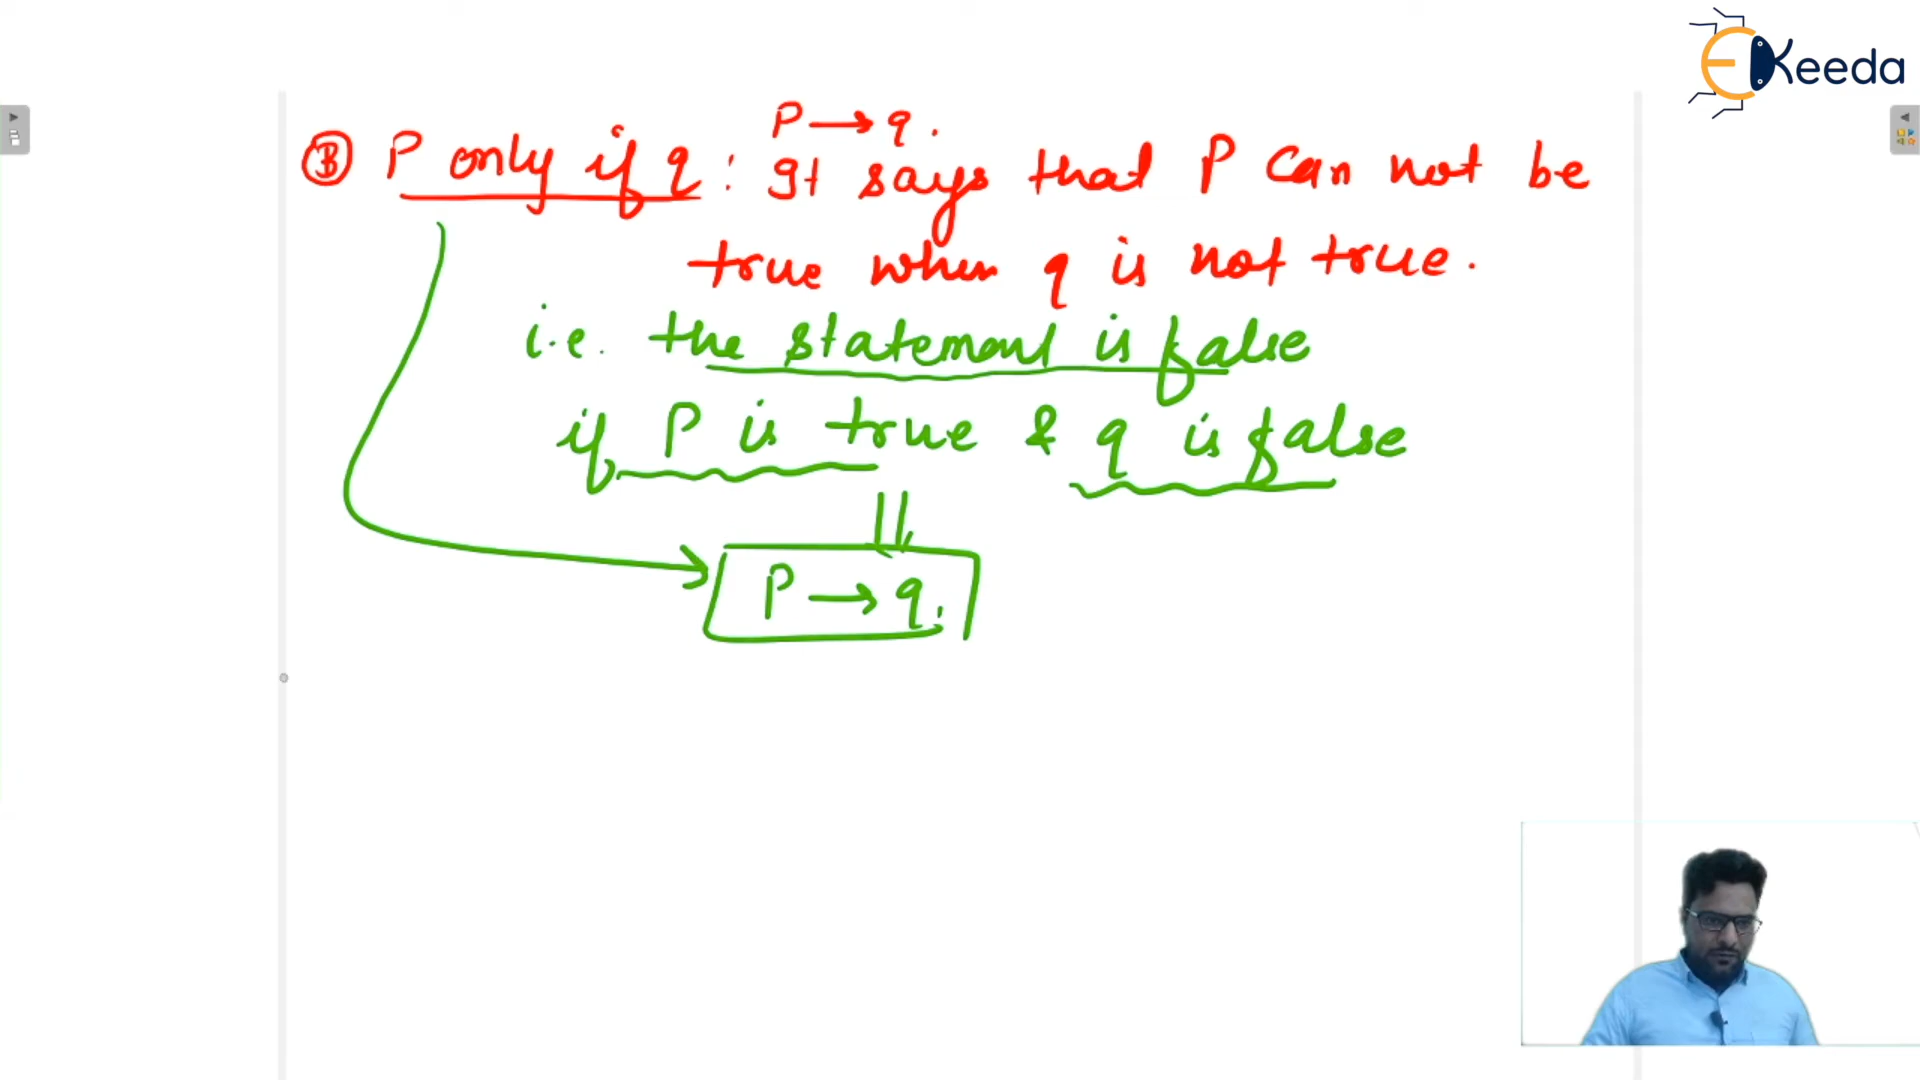 EKeeda
P → q.
Ⓑ P only if q : It says that P can not be
true when q is not true.
i.e. the statement is false
if P is true & q is false
P → q.